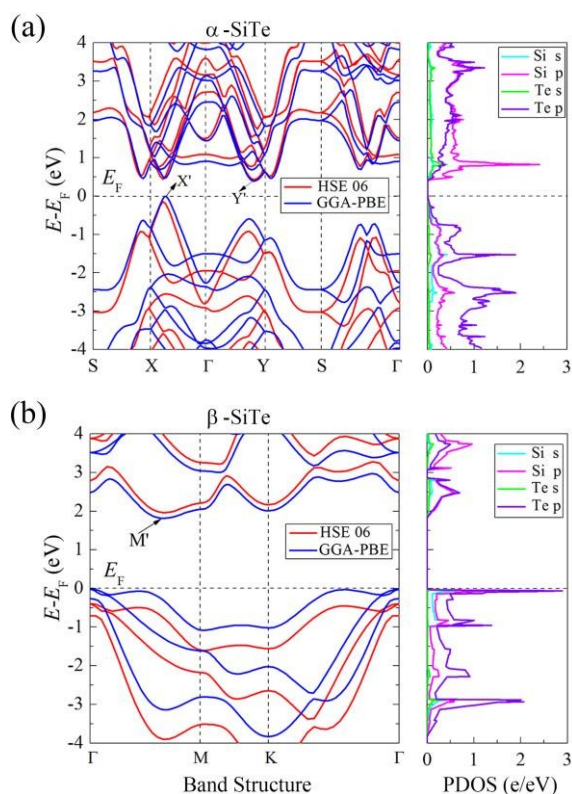 (a)
α-SiTe
4
3
2
1
0
-1
-2
-3
-4
E-E_F (eV)
E_F
X'
Y'
HSE 06
GGA-PBE
S X Γ Y S Γ
Si s
Si p
Te s
Te p
0 1 2 3
(b)
β-SiTe
4
3
2
1
0
-1
-2
-3
-4
E-E_F (eV)
M'
E_F
HSE 06
GGA-PBE
Γ M K Γ
Band Structure
Si s
Si p
Te s
Te p
0 1 2 3
PDOS (e/eV)